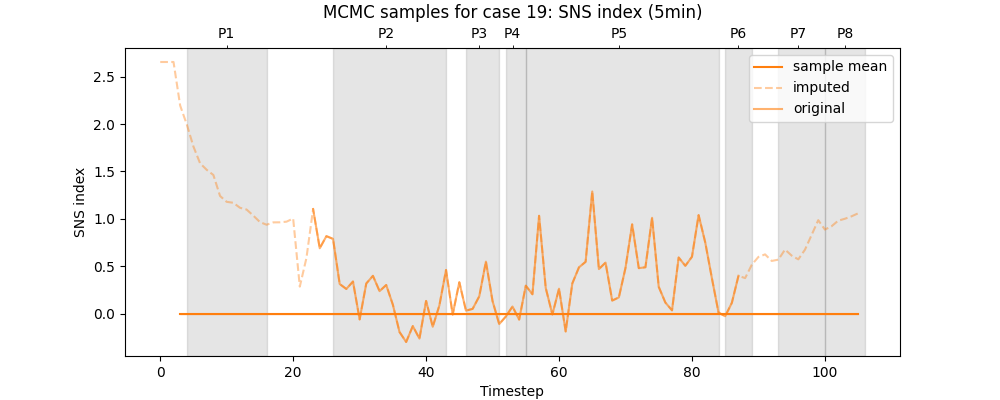 MCMC samples for case 19: SNS index (5min)
P1 P2 P3 P4 P5 P6 P7 P8
sample mean
imputed
original
SNS index
2.5
2.0
1.5
1.0
0.5
0.0
0 20 40 60 80 100
Timestep